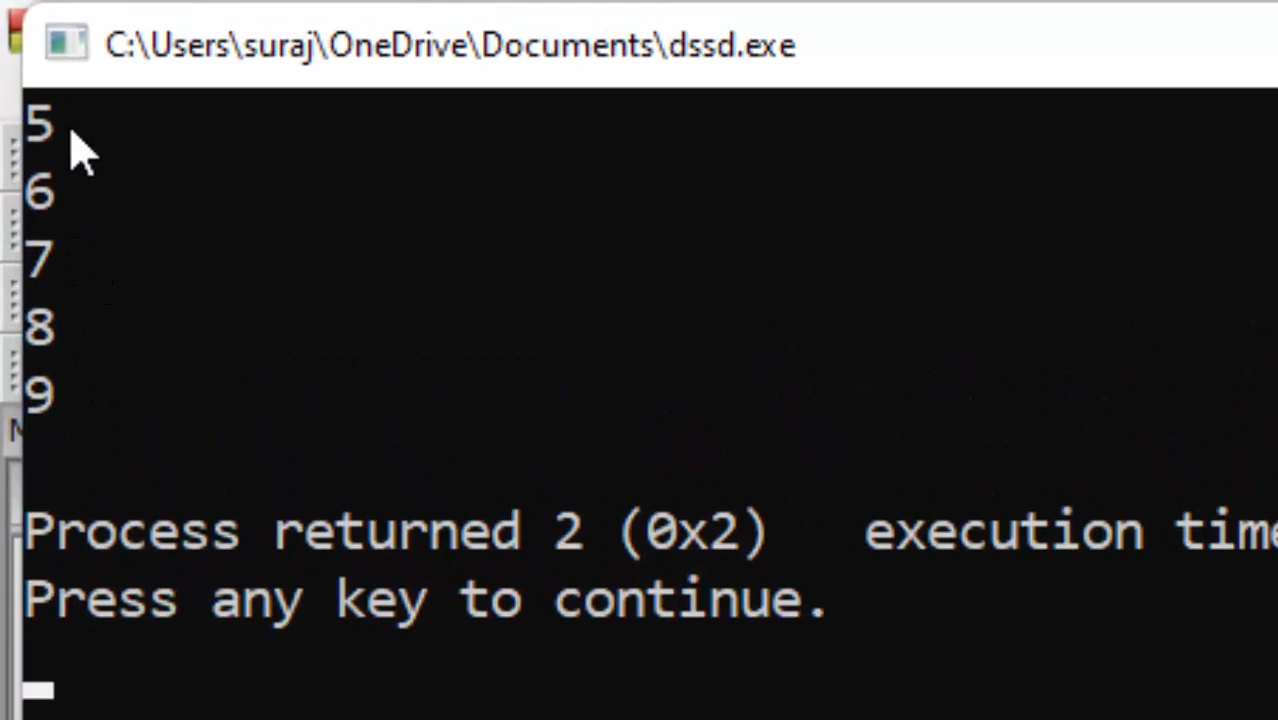 C:\Users\suraj\OneDrive\Documents\dssd.exe
5
6
7
8
9
Process returned 2 (0x2)   execution time
Press any key to continue.